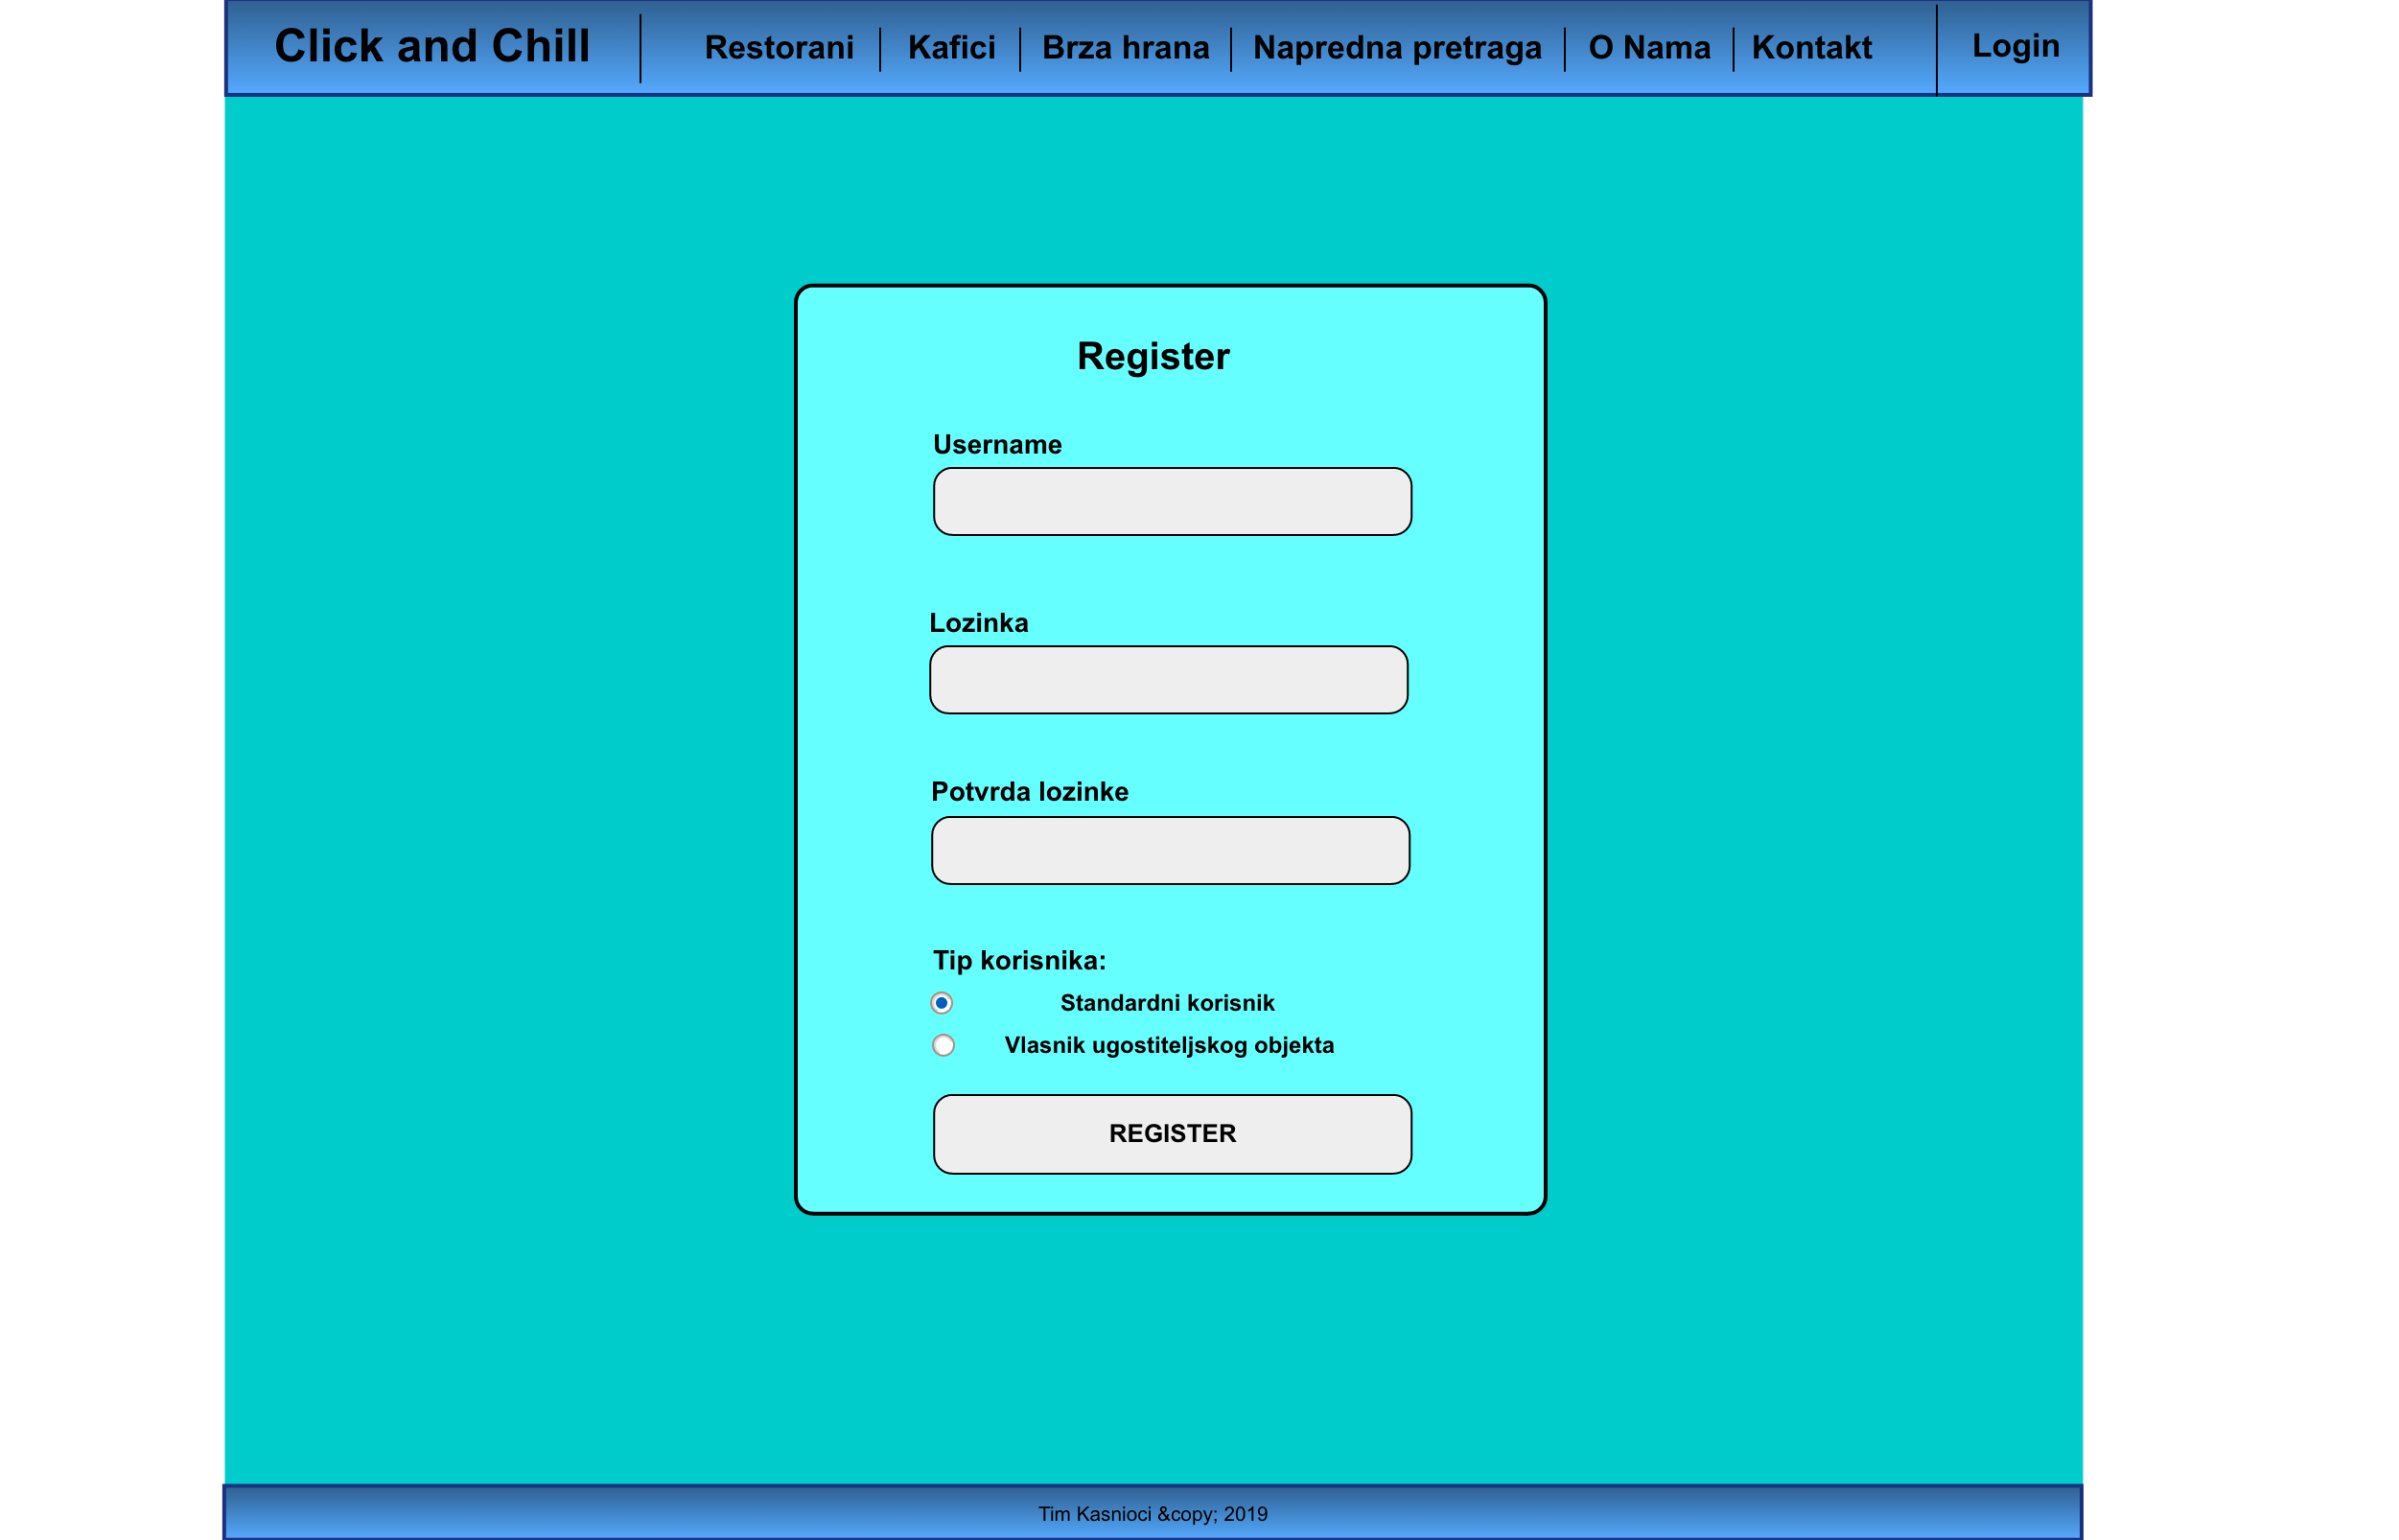 Click and Chill
Restorani
Kafici
Brza hrana
Napredna pretraga
O Nama
Kontakt
Login
Register
Username
Lozinka
Potvrda lozinke
Tip korisnika:
Standardni korisnik
Vlasnik ugostiteljskog objekta
REGISTER
Tim Kasnioci &copy; 2019